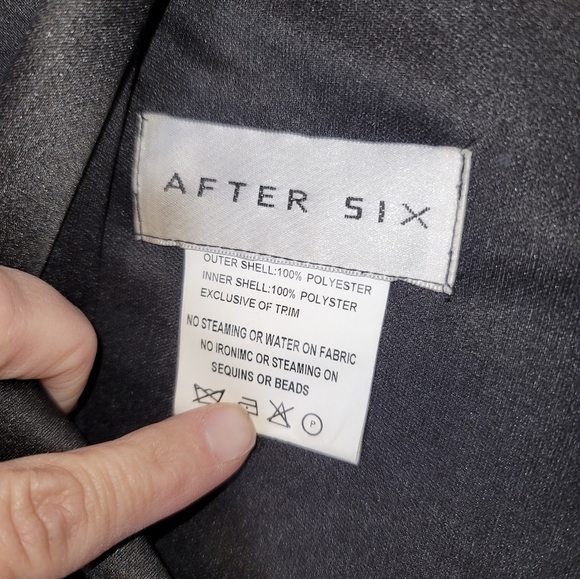 AFTER SIX
OUTER SHELL:100% POLYESTER
INNER SHELL:100% POLYSTER
EXCLUSIVE OF TRIM
NO STEAMING OR WATER ON FABRIC
NO IRONIMC OR STEAMING ON
SEQUINS OR BEADS
P